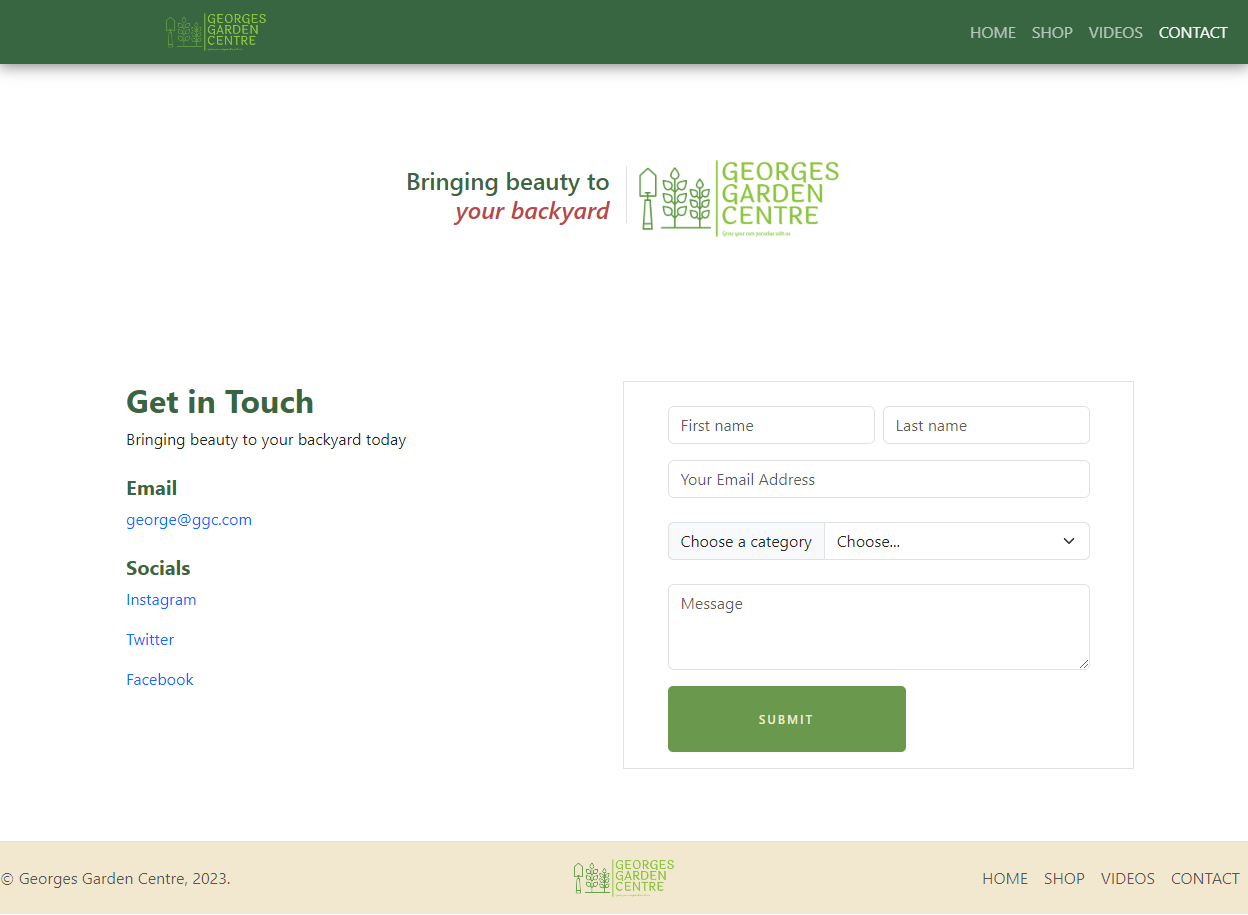 GEORGES
GARDEN
CENTRE
HOME SHOP VIDEOS CONTACT
Bringing beauty to
your backyard
GEORGES
GARDEN
CENTRE
Get in Touch
Bringing beauty to your backyard today
Email
george@ggc.com
Socials
Instagram
Twitter
Facebook
First name Last name
Your Email Address
Choose a category Choose...
Message
SUBMIT
© Georges Garden Centre, 2023.
GEORGES
GARDEN
CENTRE
HOME SHOP VIDEOS CONTACT